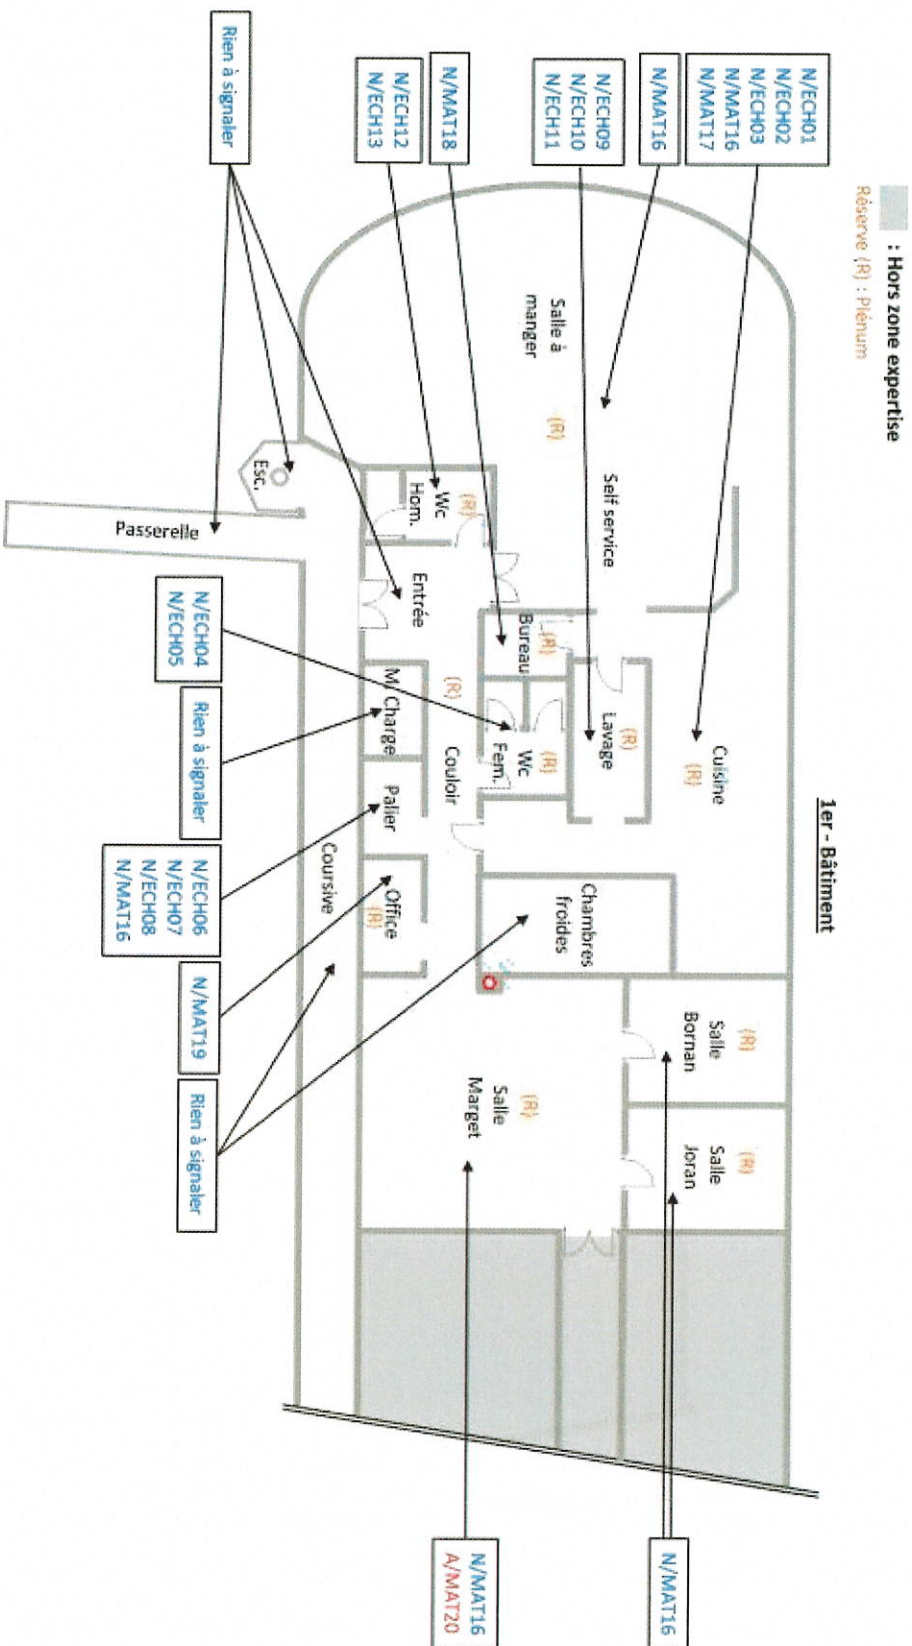 : Hors zone expertise
Réserve (R) : Plénum
1er - Bâtiment
N/ECH01
N/ECH02
N/ECH03
N/MAT16
N/MAT17
N/MAT16
N/ECH09
N/ECH10
N/ECH11
N/MAT18
N/ECH12
N/ECH13
Rien à signaler
Salle à
manger
(R)
Self service
Cuisine
(R)
Lavage
(R)
Bureau
(R)
Wc
Fem.
(R)
Wc
Hom.
(R)
Entrée
Esc.
Passerelle
M. Charge
(R)
Couloir
Palier
Office
(R)
Coursive
Chambres
froides
Salle
Bornan
(R)
Salle
Joran
(R)
Salle
Marget
(R)
N/ECH04
N/ECH05
Rien à signaler
N/ECH06
N/ECH07
N/ECH08
N/MAT16
N/MAT19
Rien à signaler
N/MAT16
N/MAT16
A/MAT20